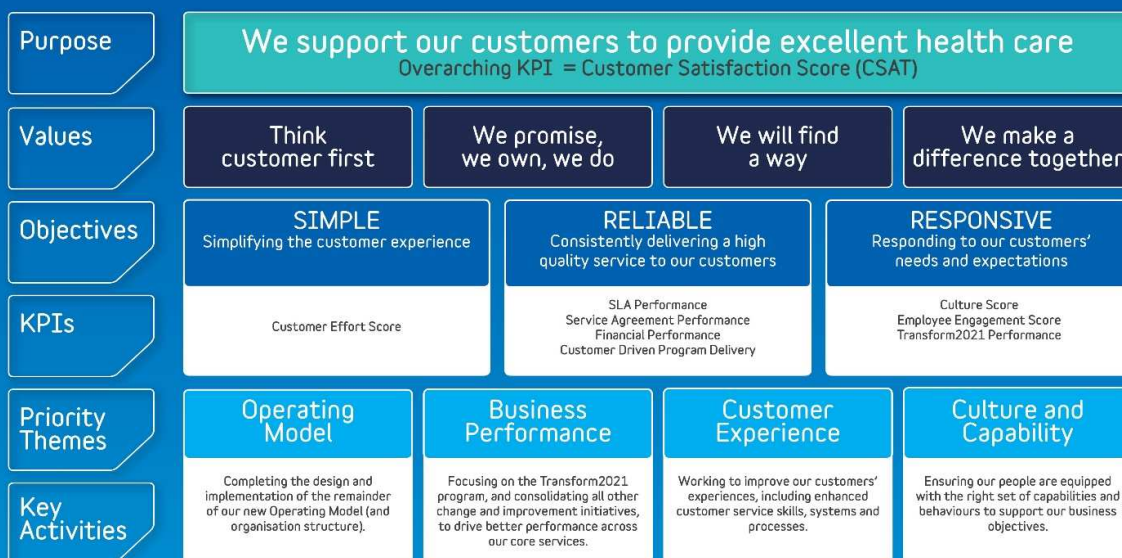 Purpose
We support our customers to provide excellent health care
Overarching KPI = Customer Satisfaction Score (CSAT)
Values
Think
customer first
We promise,
we own, we do
We will find
a way
We make a
difference together
Objectives
SIMPLE
Simplifying the customer experience
RELIABLE
Consistently delivering a high
quality service to our customers
RESPONSIVE
Responding to our customers'
needs and expectations
KPIs
Customer Effort Score
SLA Performance
Service Agreement Performance
Financial Performance
Customer Driven Program Delivery
Culture Score
Employee Engagement Score
Transform2021 Performance
Priority
Themes
Operating
Model
Business
Performance
Customer
Experience
Culture and
Capability
Key
Activities
Completing the design and
implementation of the remainder
of our new Operating Model (and
organisation structure).
Focusing on the Transform2021
program, and consolidating all other
change and improvement initiatives,
to drive better performance across
our core services.
Working to improve our customers'
experiences, including enhanced
customer service skills, systems and
processes.
Ensuring our people are equipped
with the right set of capabilities and
behaviours to support our business
objectives.